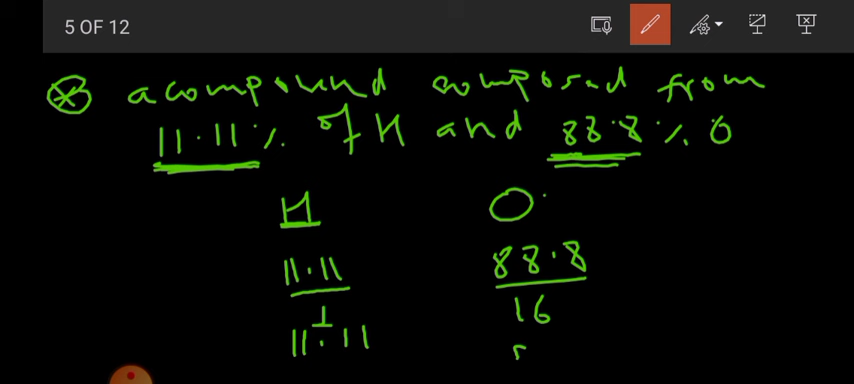 5 OF 12
a compound composed from
11.11% of H and 88.8% O
H O
11.11 88.8
1 16
11.11